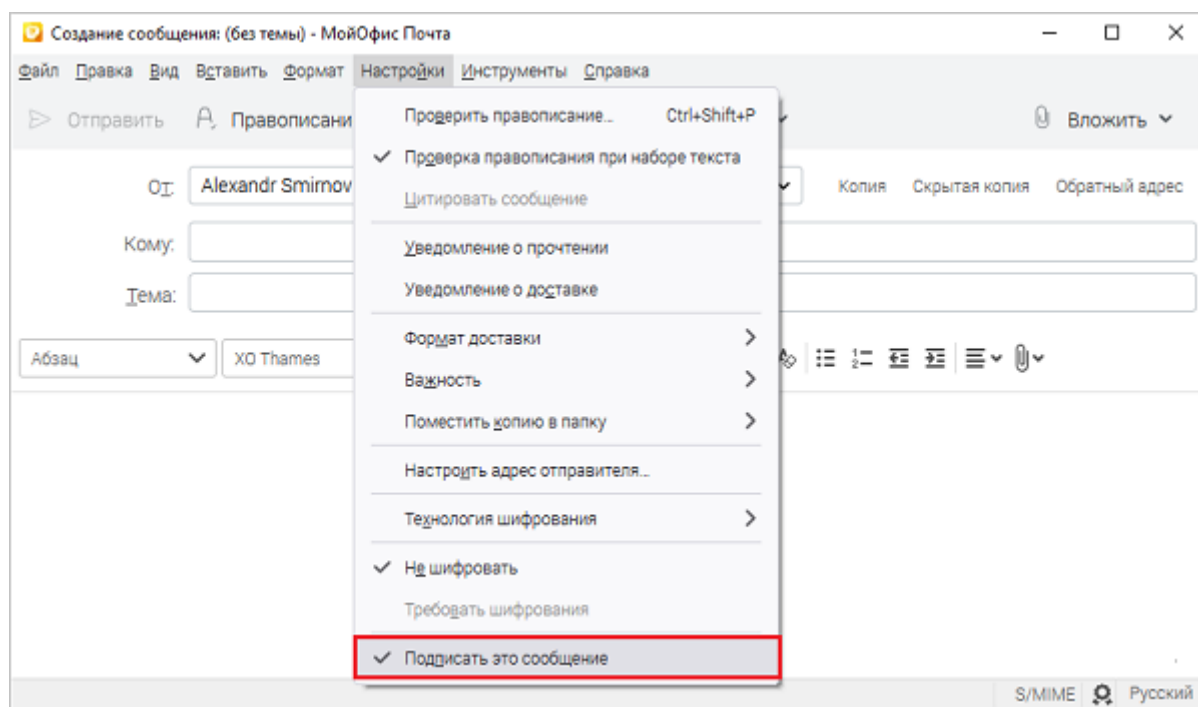 Создание сообщения: (без темы) - МойОфис Почта
Файл Правка Вид Вставить Формат Настройки Инструменты Справка
Отправить Правописани Вложить
От: Alexandr Smirnov Копия Скрытая копия Обратный адрес
Кому:
Тема:
Абзац XO Thames
Проверить правописание... Ctrl+Shift+P
Проверка правописания при наборе текста
Цитировать сообщение
Уведомление о прочтении
Уведомление о доставке
Формат доставки
Важность
Поместить копию в папку
Настроить адрес отправителя...
Технология шифрования
Не шифровать
Требовать шифрования
Подписать это сообщение
S/MIME Русский